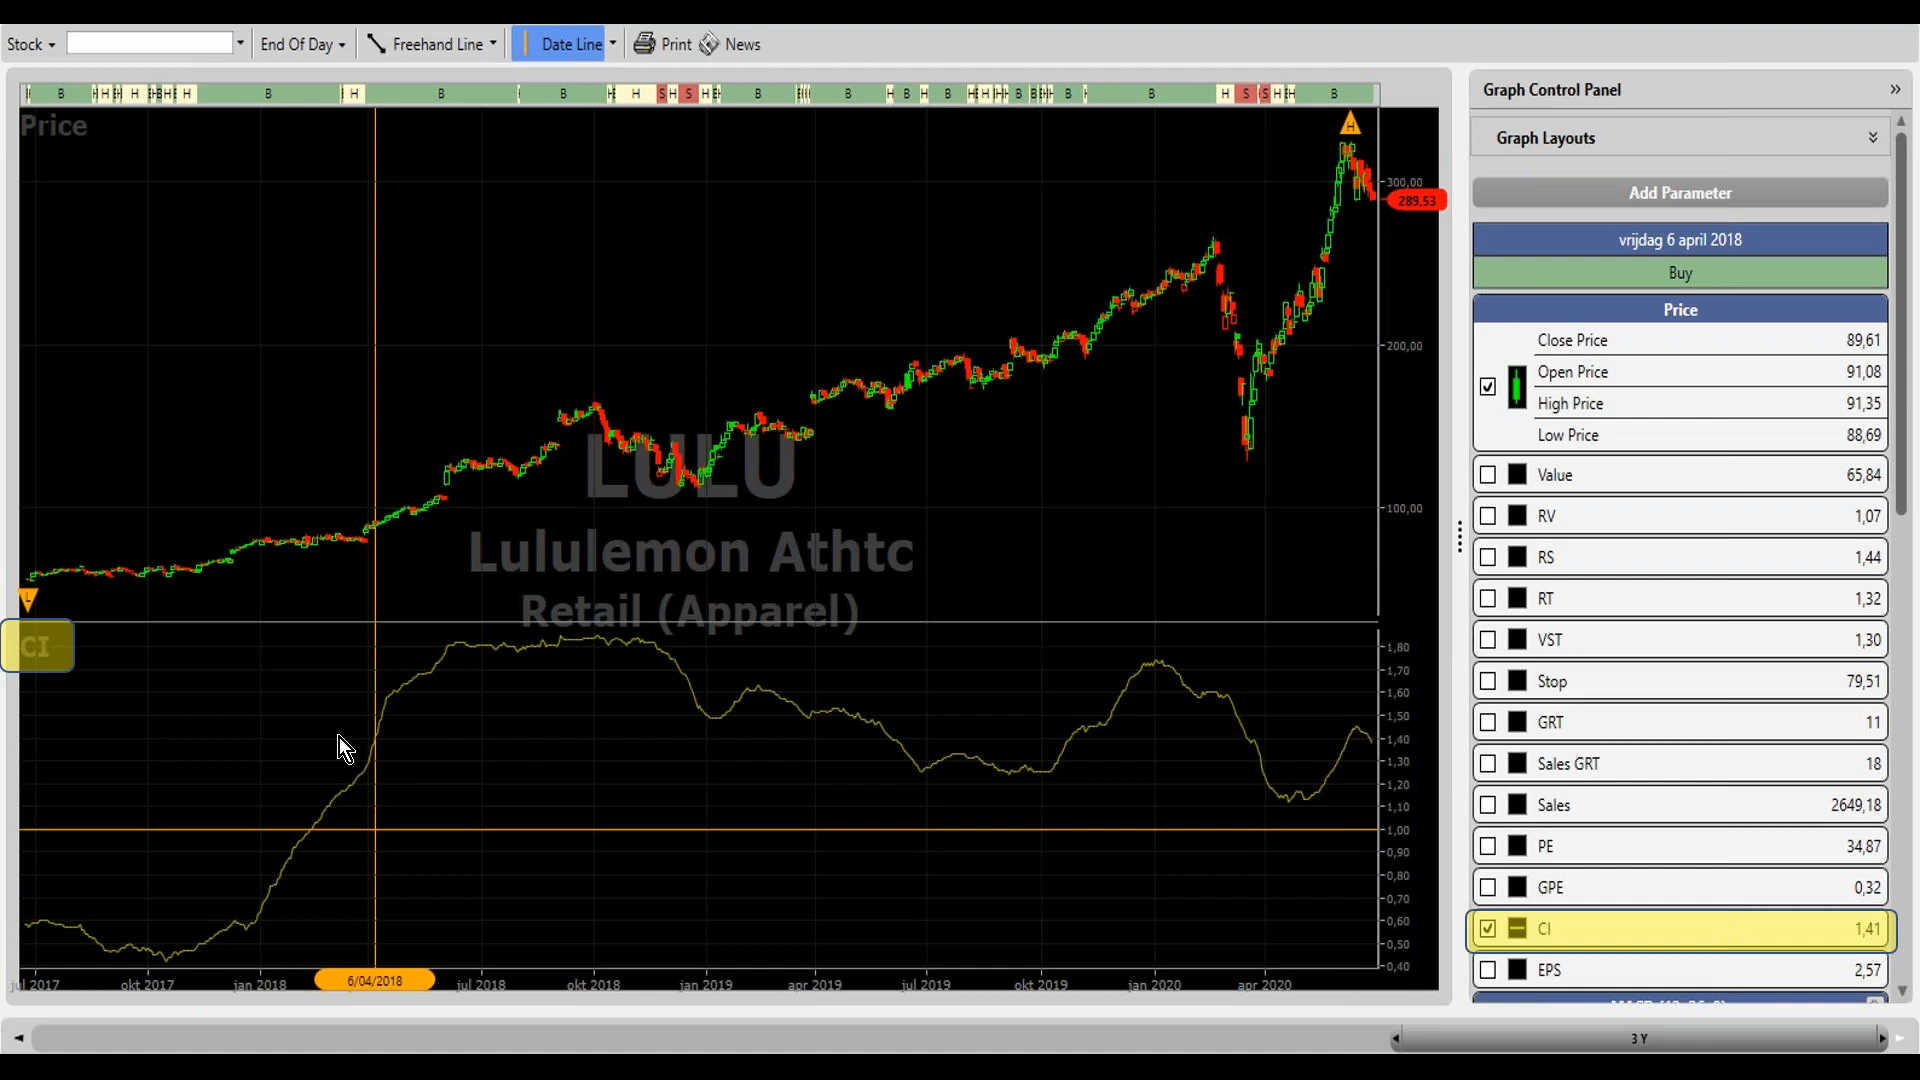 Stock
End Of Day
Freehand Line
Date Line
Print
News
B H H H H H B H B B H S H S H B B H B H B H B B B H S S H B
Price
H
300,00
289,53
200,00
100,00
LULU
Lululemon Athtc
Retail (Apparel)
L
CI
1,80
1,70
1,60
1,50
1,40
1,30
1,20
1,10
1,00
0,90
0,80
0,70
0,60
0,50
0,40
jul 2017 okt 2017 jan 2018 6/04/2018 jul 2018 okt 2018 jan 2019 apr 2019 jul 2019 okt 2019 jan 2020 apr 2020
Graph Control Panel
Graph Layouts
Add Parameter
vrijdag 6 april 2018
Buy
Price
Close Price 89,61
Open Price 91,08
High Price 91,35
Low Price 88,69
Value 65,84
RV 1,07
RS 1,44
RT 1,32
VST 1,30
Stop 79,51
GRT 11
Sales GRT 18
Sales 2649,18
PE 34,87
GPE 0,32
CI 1,41
EPS 2,57
3 Y